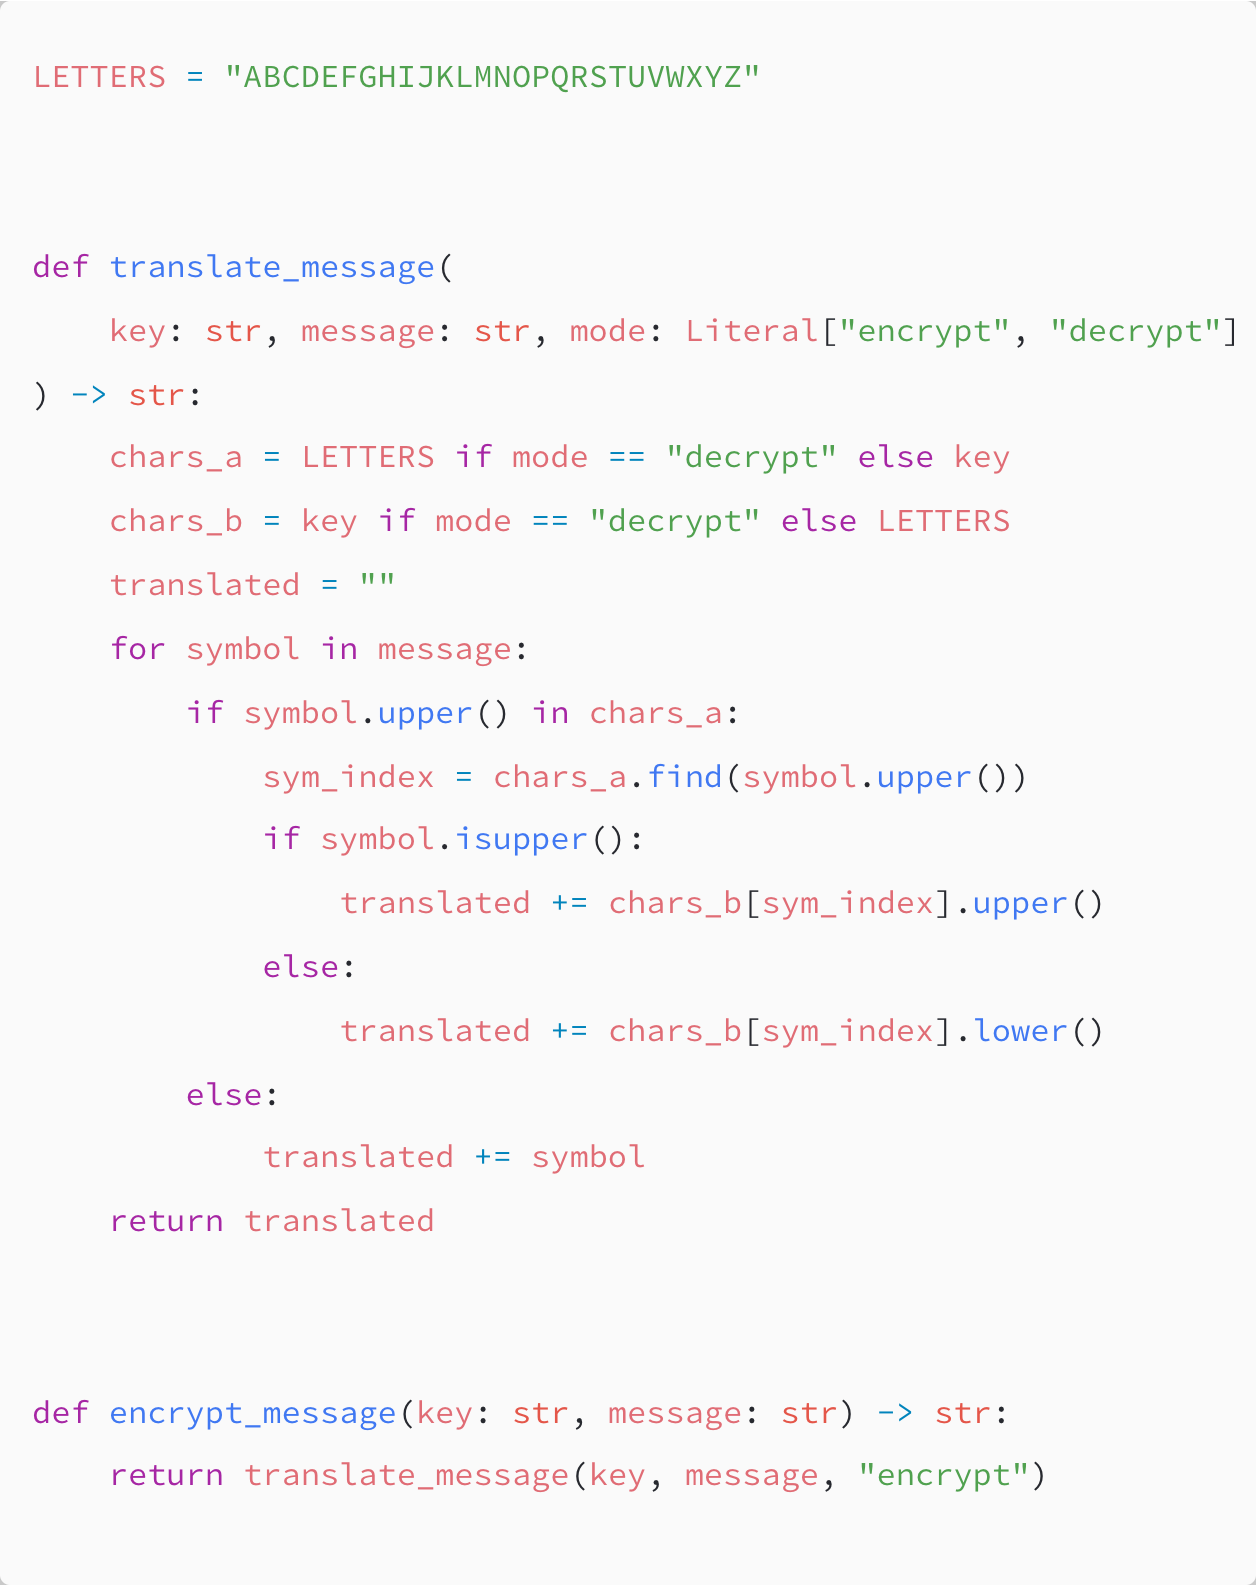 LETTERS = "ABCDEFGHIJKLMNOPQRSTUVWXYZ"
def translate_message(
    key: str, message: str, mode: Literal["encrypt", "decrypt"]
) -> str:
    chars_a = LETTERS if mode == "decrypt" else key
    chars_b = key if mode == "decrypt" else LETTERS
    translated = ""
    for symbol in message:
        if symbol.upper() in chars_a:
            sym_index = chars_a.find(symbol.upper())
            if symbol.isupper():
                translated += chars_b[sym_index].upper()
            else:
                translated += chars_b[sym_index].lower()
        else:
            translated += symbol
    return translated
def encrypt_message(key: str, message: str) -> str:
    return translate_message(key, message, "encrypt")